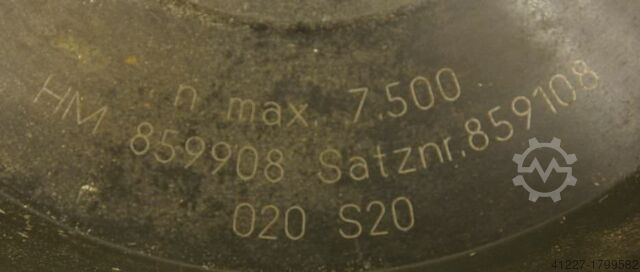 n max. 7.500
HM 859908 Satznr.859108
020 S20
41227-1799582